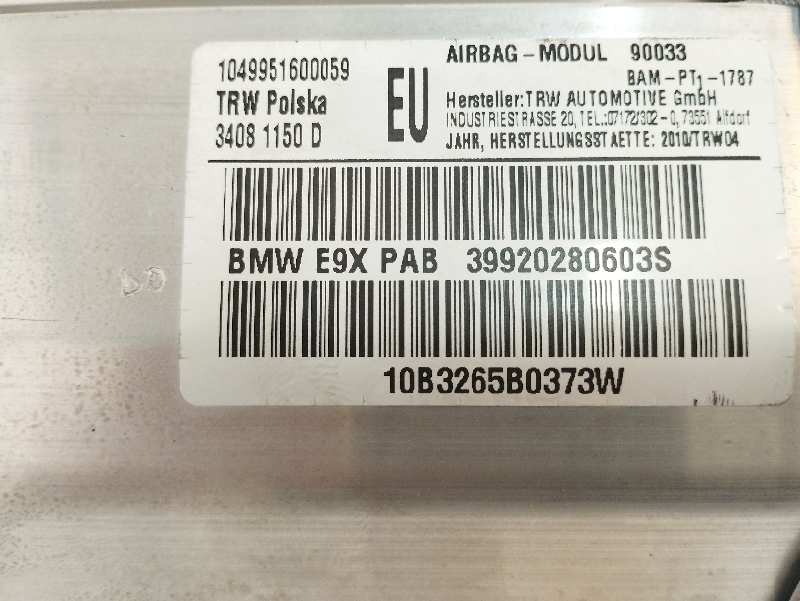 1049951600059
TRW Polska
3408 1150 D
EU
AIRBAG-MODUL 90033
BAM-PT1-1787
Hersteller:TRW AUTOMOTIVE GmbH
INDUSTRIESTRASSE 20, TEL.:07172/302-0, 73551 Alfdorf
JAHR, HERSTELLUNGSSTAETTE: 2010/TRW04
BMW E9X PAB 39920280603S
10B3265B0373W